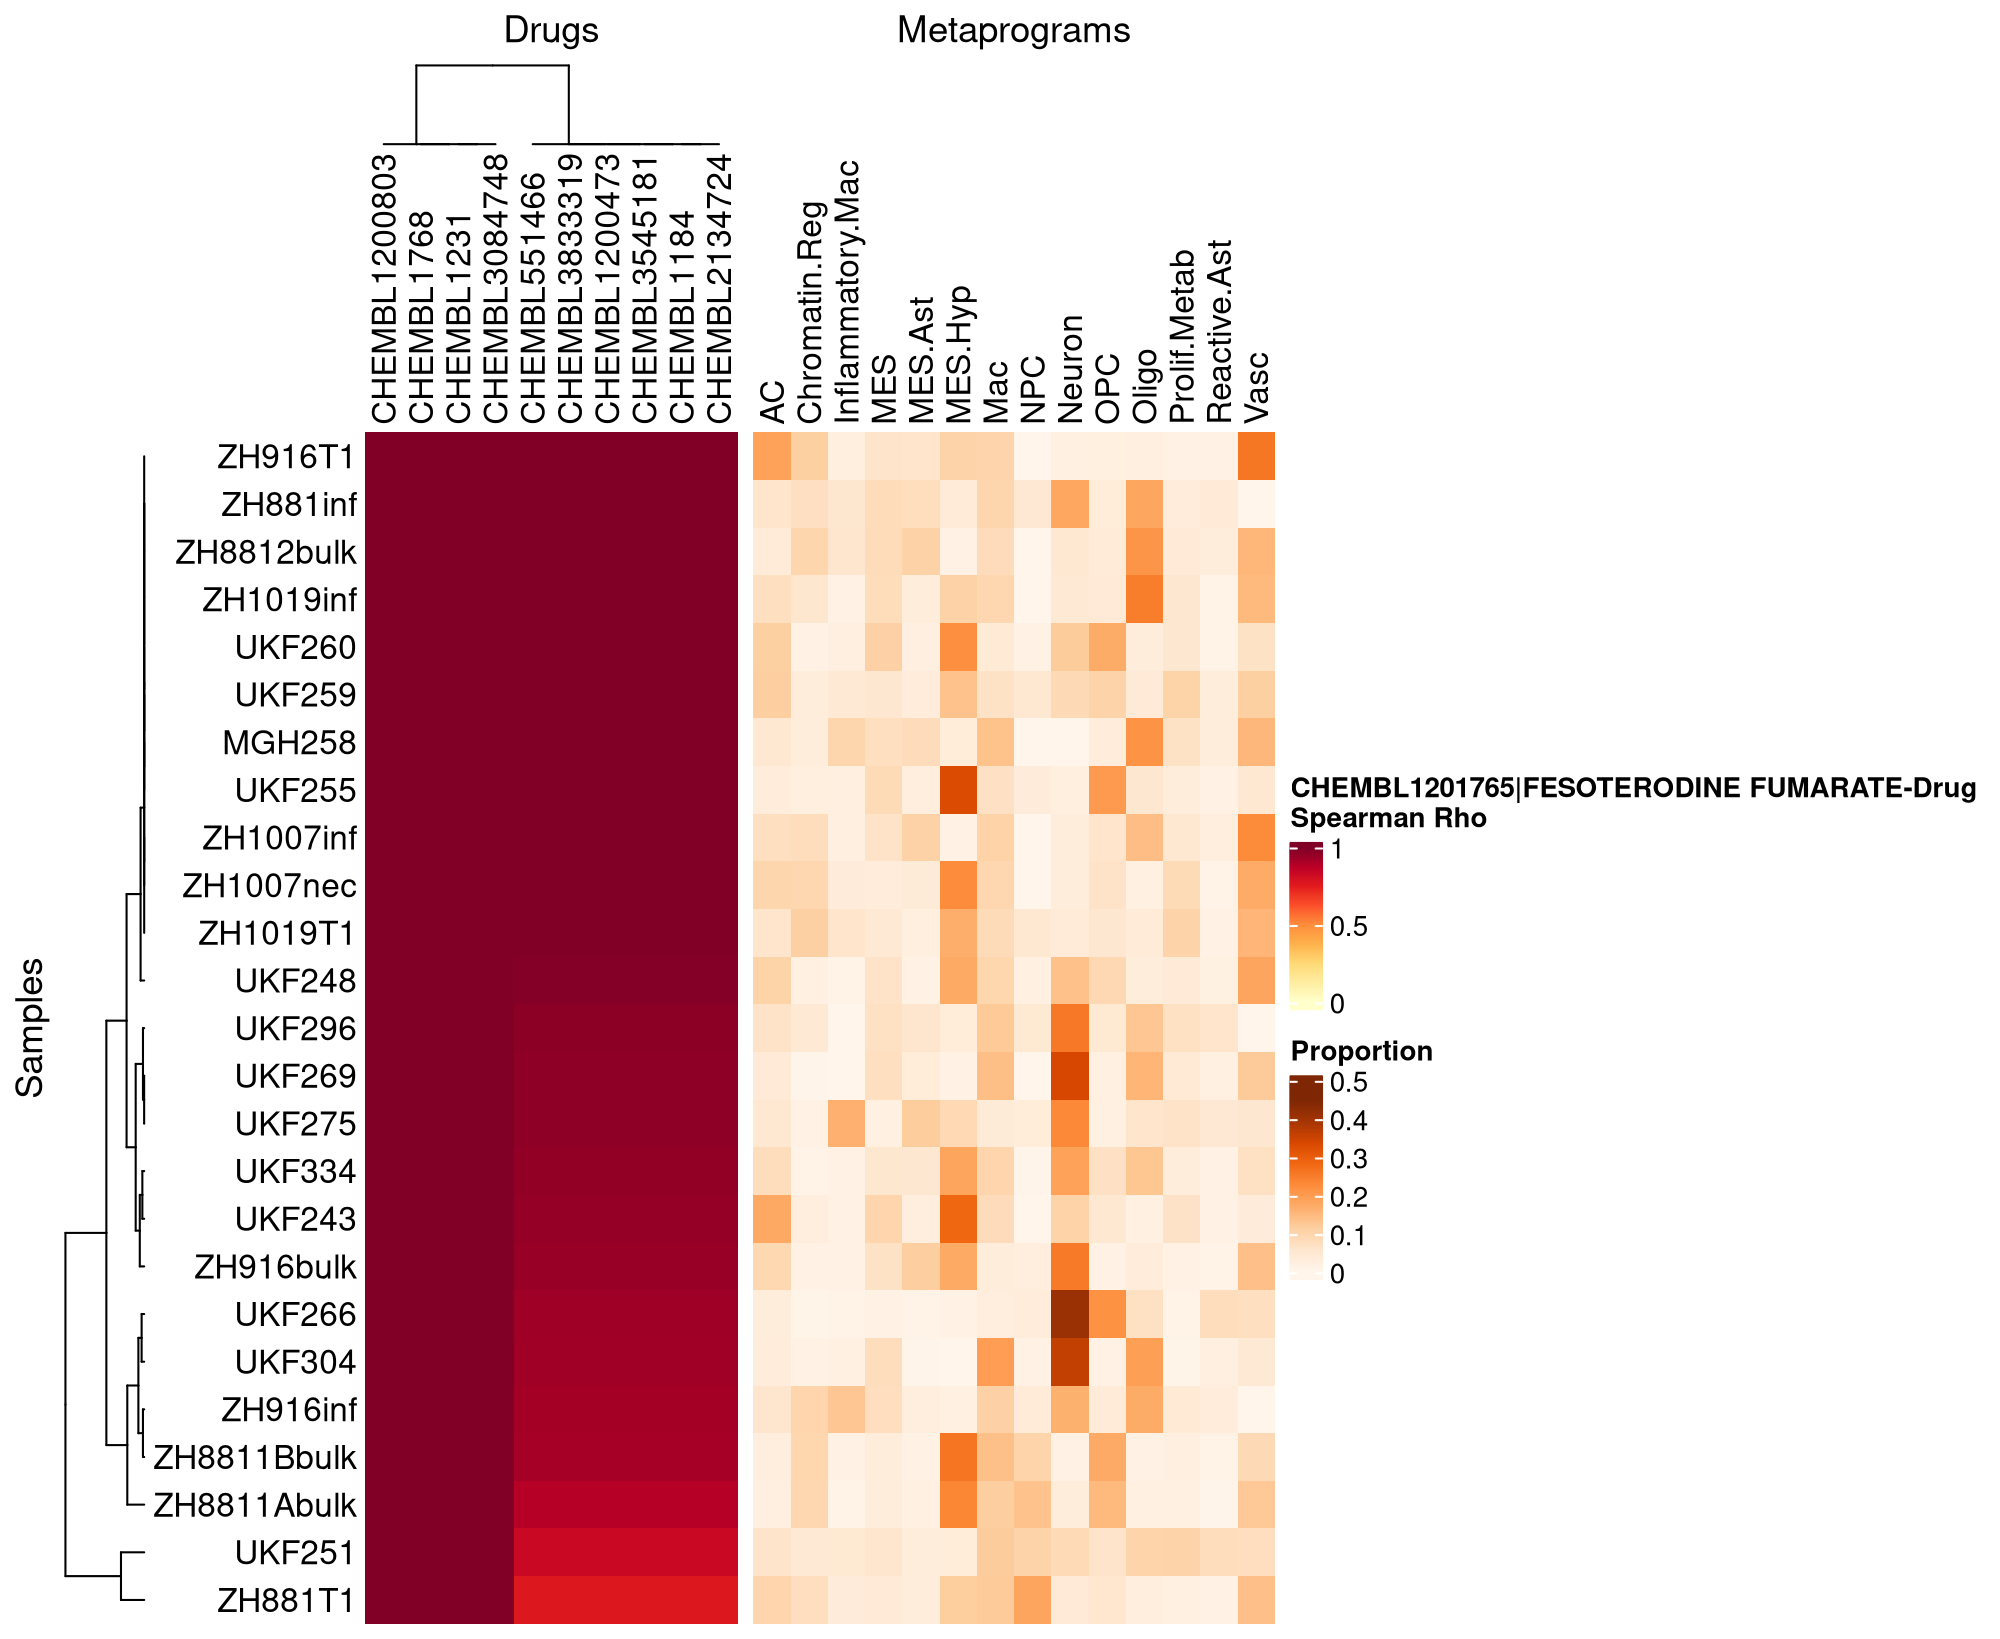 Drugs
Metaprograms
CHEMBL1200803
CHEMBL1768
CHEMBL1231
CHEMBL3084748
CHEMBL551466
CHEMBL3833319
CHEMBL1200473
CHEMBL3545181
CHEMBL1184
CHEMBL2134724
AC
Chromatin.Reg
Inflammatory.Mac
MES
MES.Ast
MES.Hyp
Mac
NPC
Neuron
OPC
Oligo
Prolif.Metab
Reactive.Ast
Vasc
Samples
ZH916T1
ZH881inf
ZH8812bulk
ZH1019inf
UKF260
UKF259
MGH258
UKF255
ZH1007inf
ZH1007nec
ZH1019T1
UKF248
UKF296
UKF269
UKF275
UKF334
UKF243
ZH916bulk
UKF266
UKF304
ZH916inf
ZH8811Bbulk
ZH8811Abulk
UKF251
ZH881T1
CHEMBL1201765|FESOTERODINE FUMARATE-Drug
Spearman Rho
1
0.5
0
Proportion
0.5
0.4
0.3
0.2
0.1
0